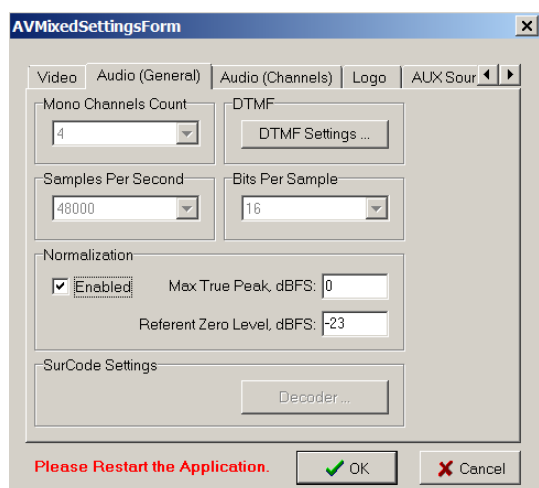 AVMixedSettingsForm
Video Audio (General) Audio (Channels) Logo AUX Sour
Mono Channels Count DTMF
4 DTMF Settings ...
Samples Per Second Bits Per Sample
48000 16
Normalization
Enabled Max True Peak, dBFS: 0
Referent Zero Level, dBFS: -23
SurCode Settings
Decoder ...
Please Restart the Application. OK Cancel